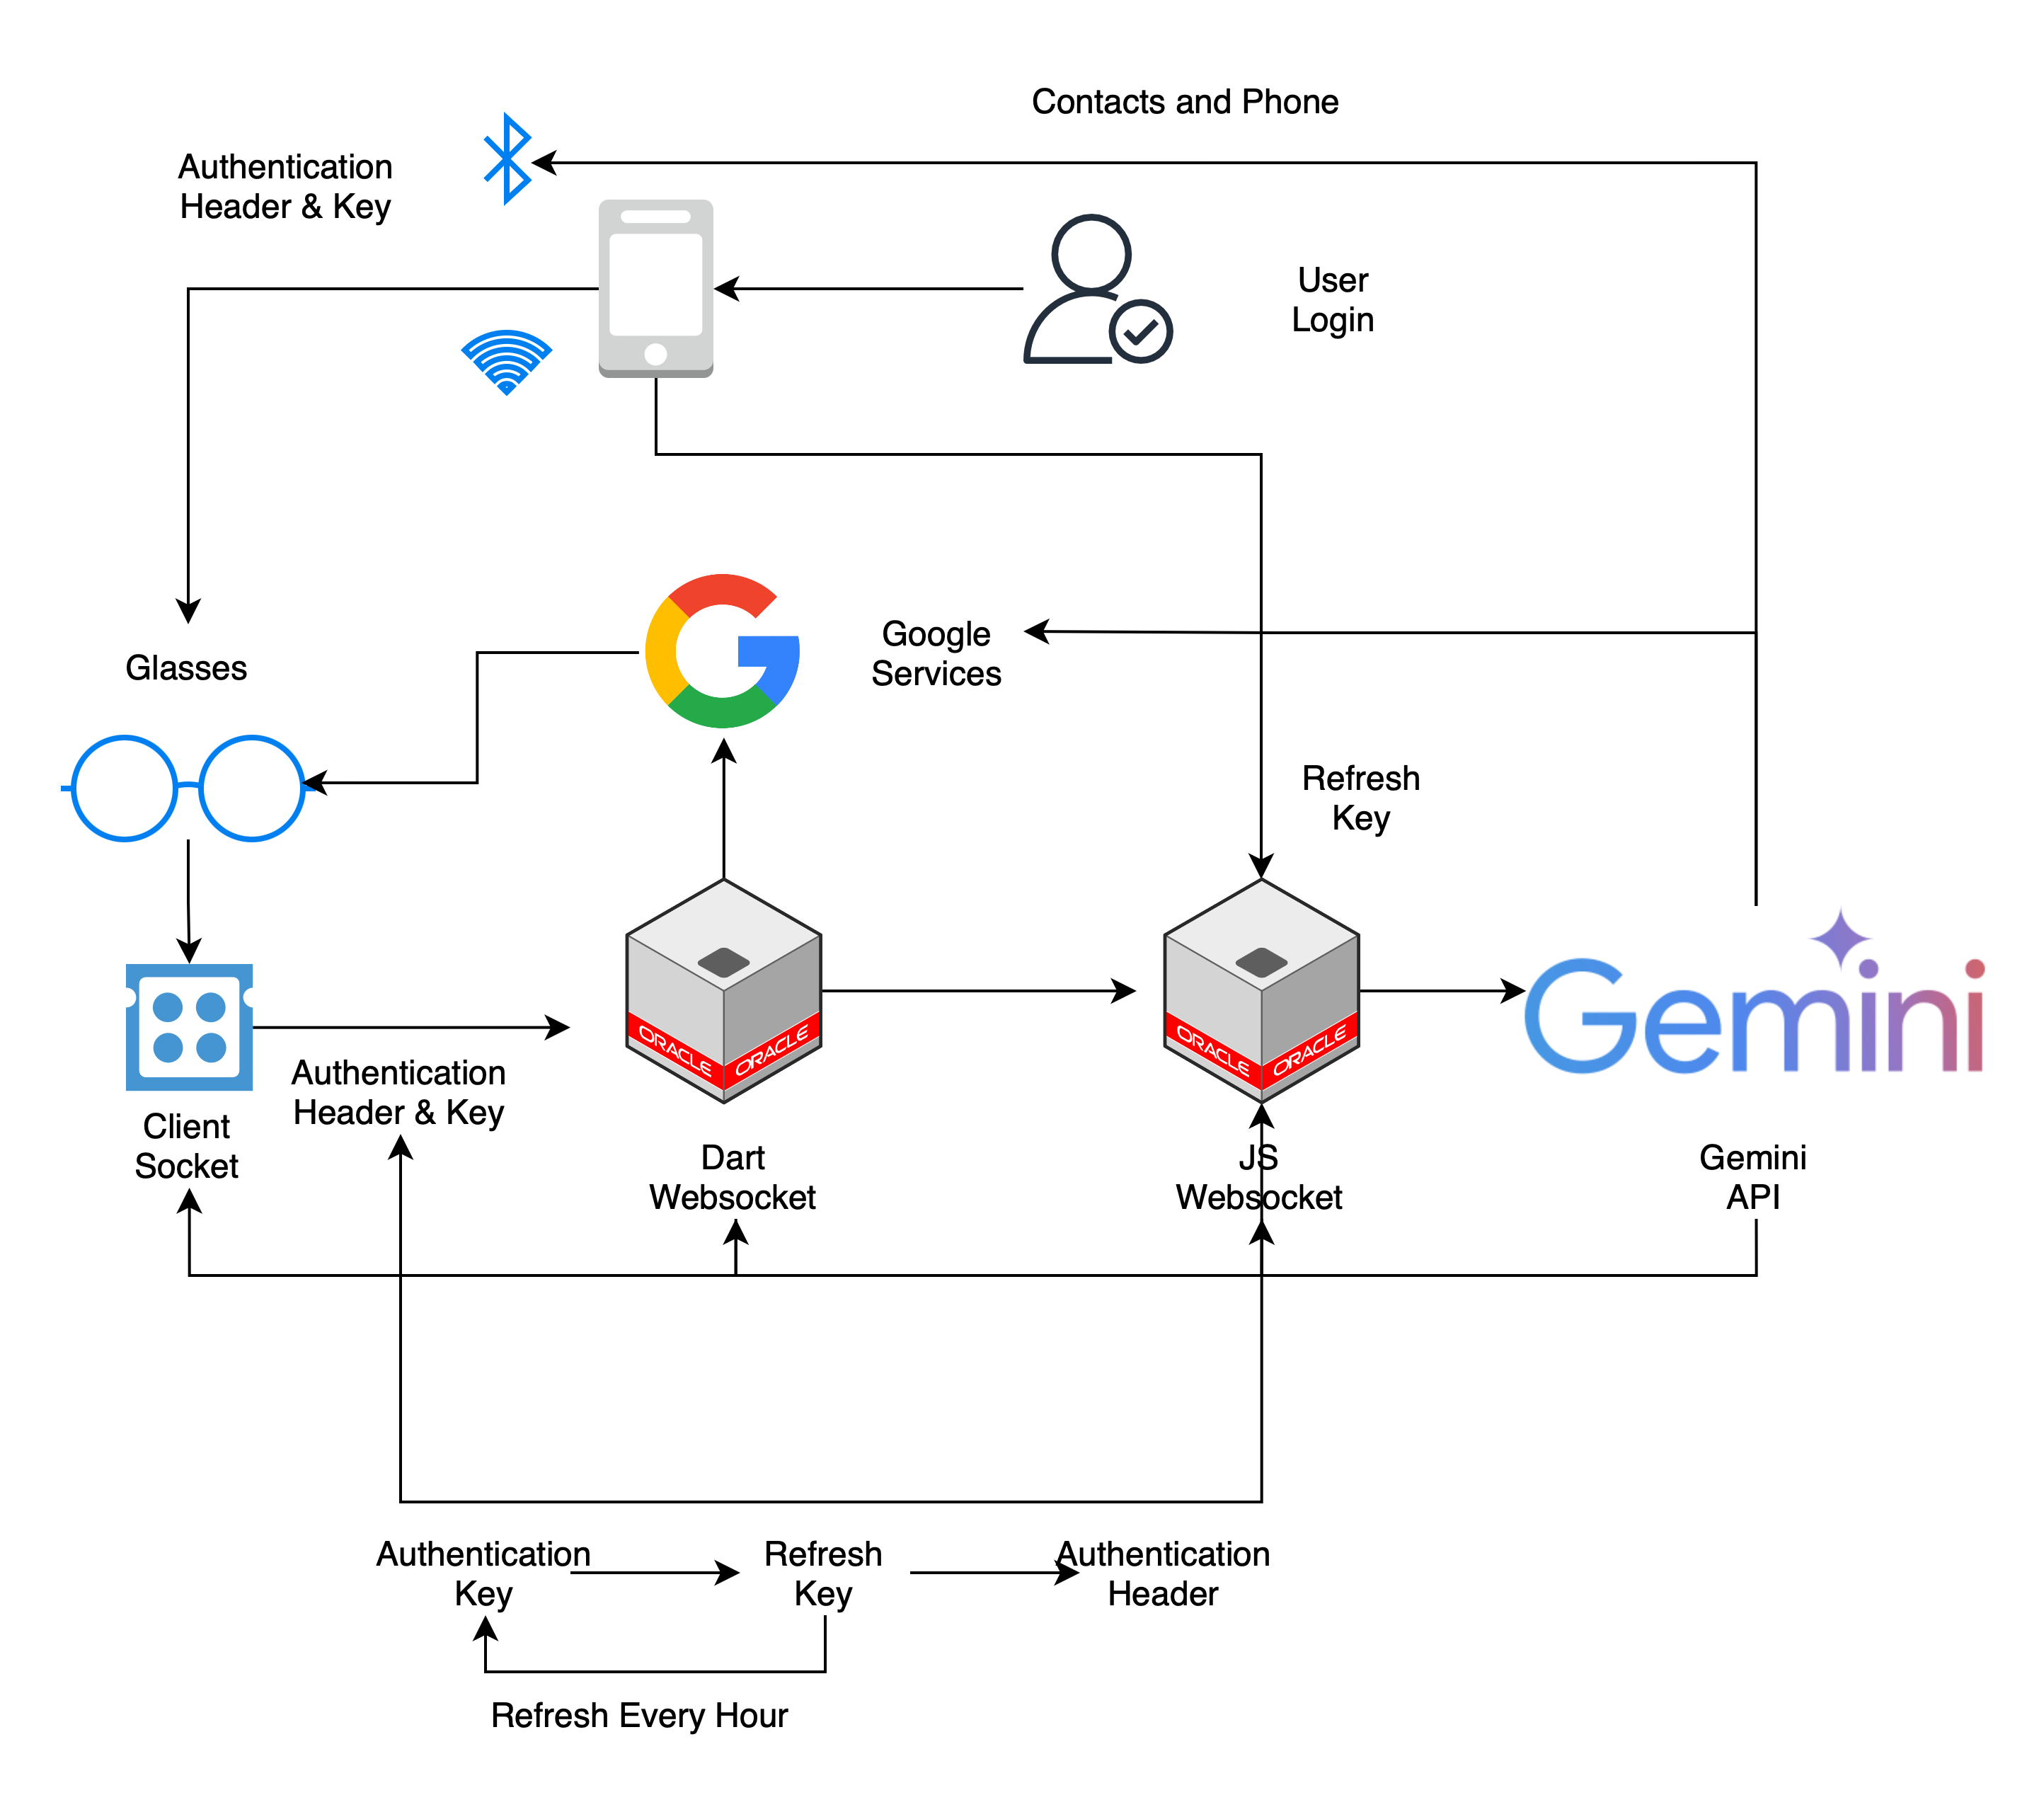 Contacts and Phone
Authentication
Header & Key
User
Login
Glasses
Google
Services
Refresh
Key
ORACLE ORACLE
ORACLE ORACLE
Gemini
Authentication
Header & Key
Client
Socket
Dart
Websocket
JS
Websocket
Gemini
API
Authentication
Key
Refresh
Key
Authentication
Header
Refresh Every Hour